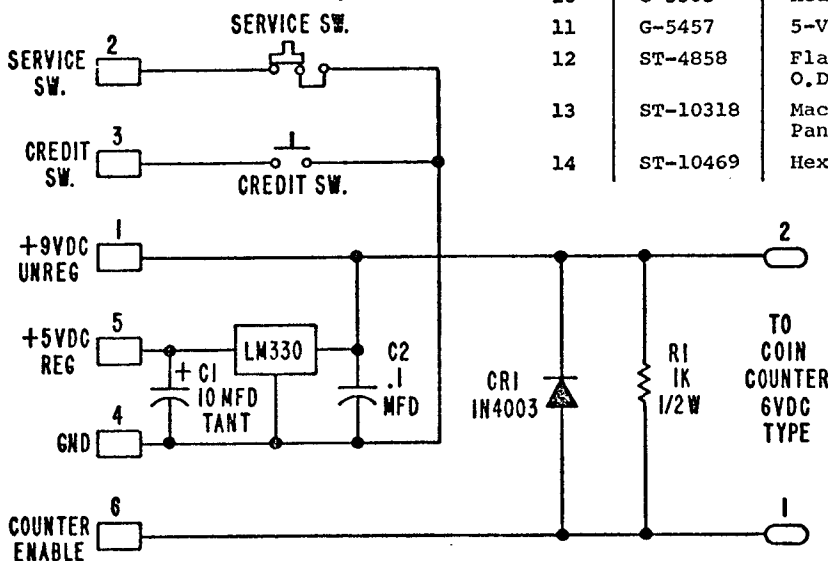 11 G-5457 5-V
12 ST-4858 Fla
O.D
13 ST-10318 Mac
Pan
14 ST-10469 Hex
SERVICE SW.
2
SERVICE
SW.
3
CREDIT
SW.
CREDIT SW.
1
+9VDC
UNREG
2
5
+5VDC
REG
LM330
+ C1
10 MFD
TANT
C2
.1
MFD
4
GND
CR1
1N4003
R1
1K
1/2W
TO
COIN
COUNTER
6VDC
TYPE
6
COUNTER
ENABLE
1